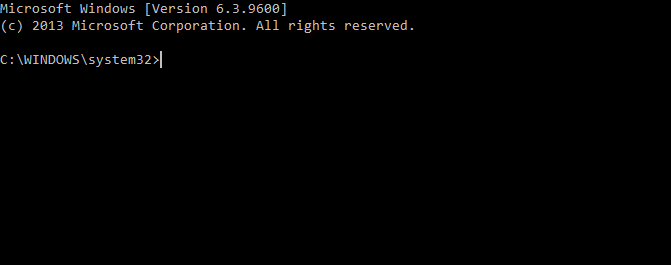 Microsoft Windows [Version 6.3.9600]
(c) 2013 Microsoft Corporation. All rights reserved.
C:\WINDOWS\system32>